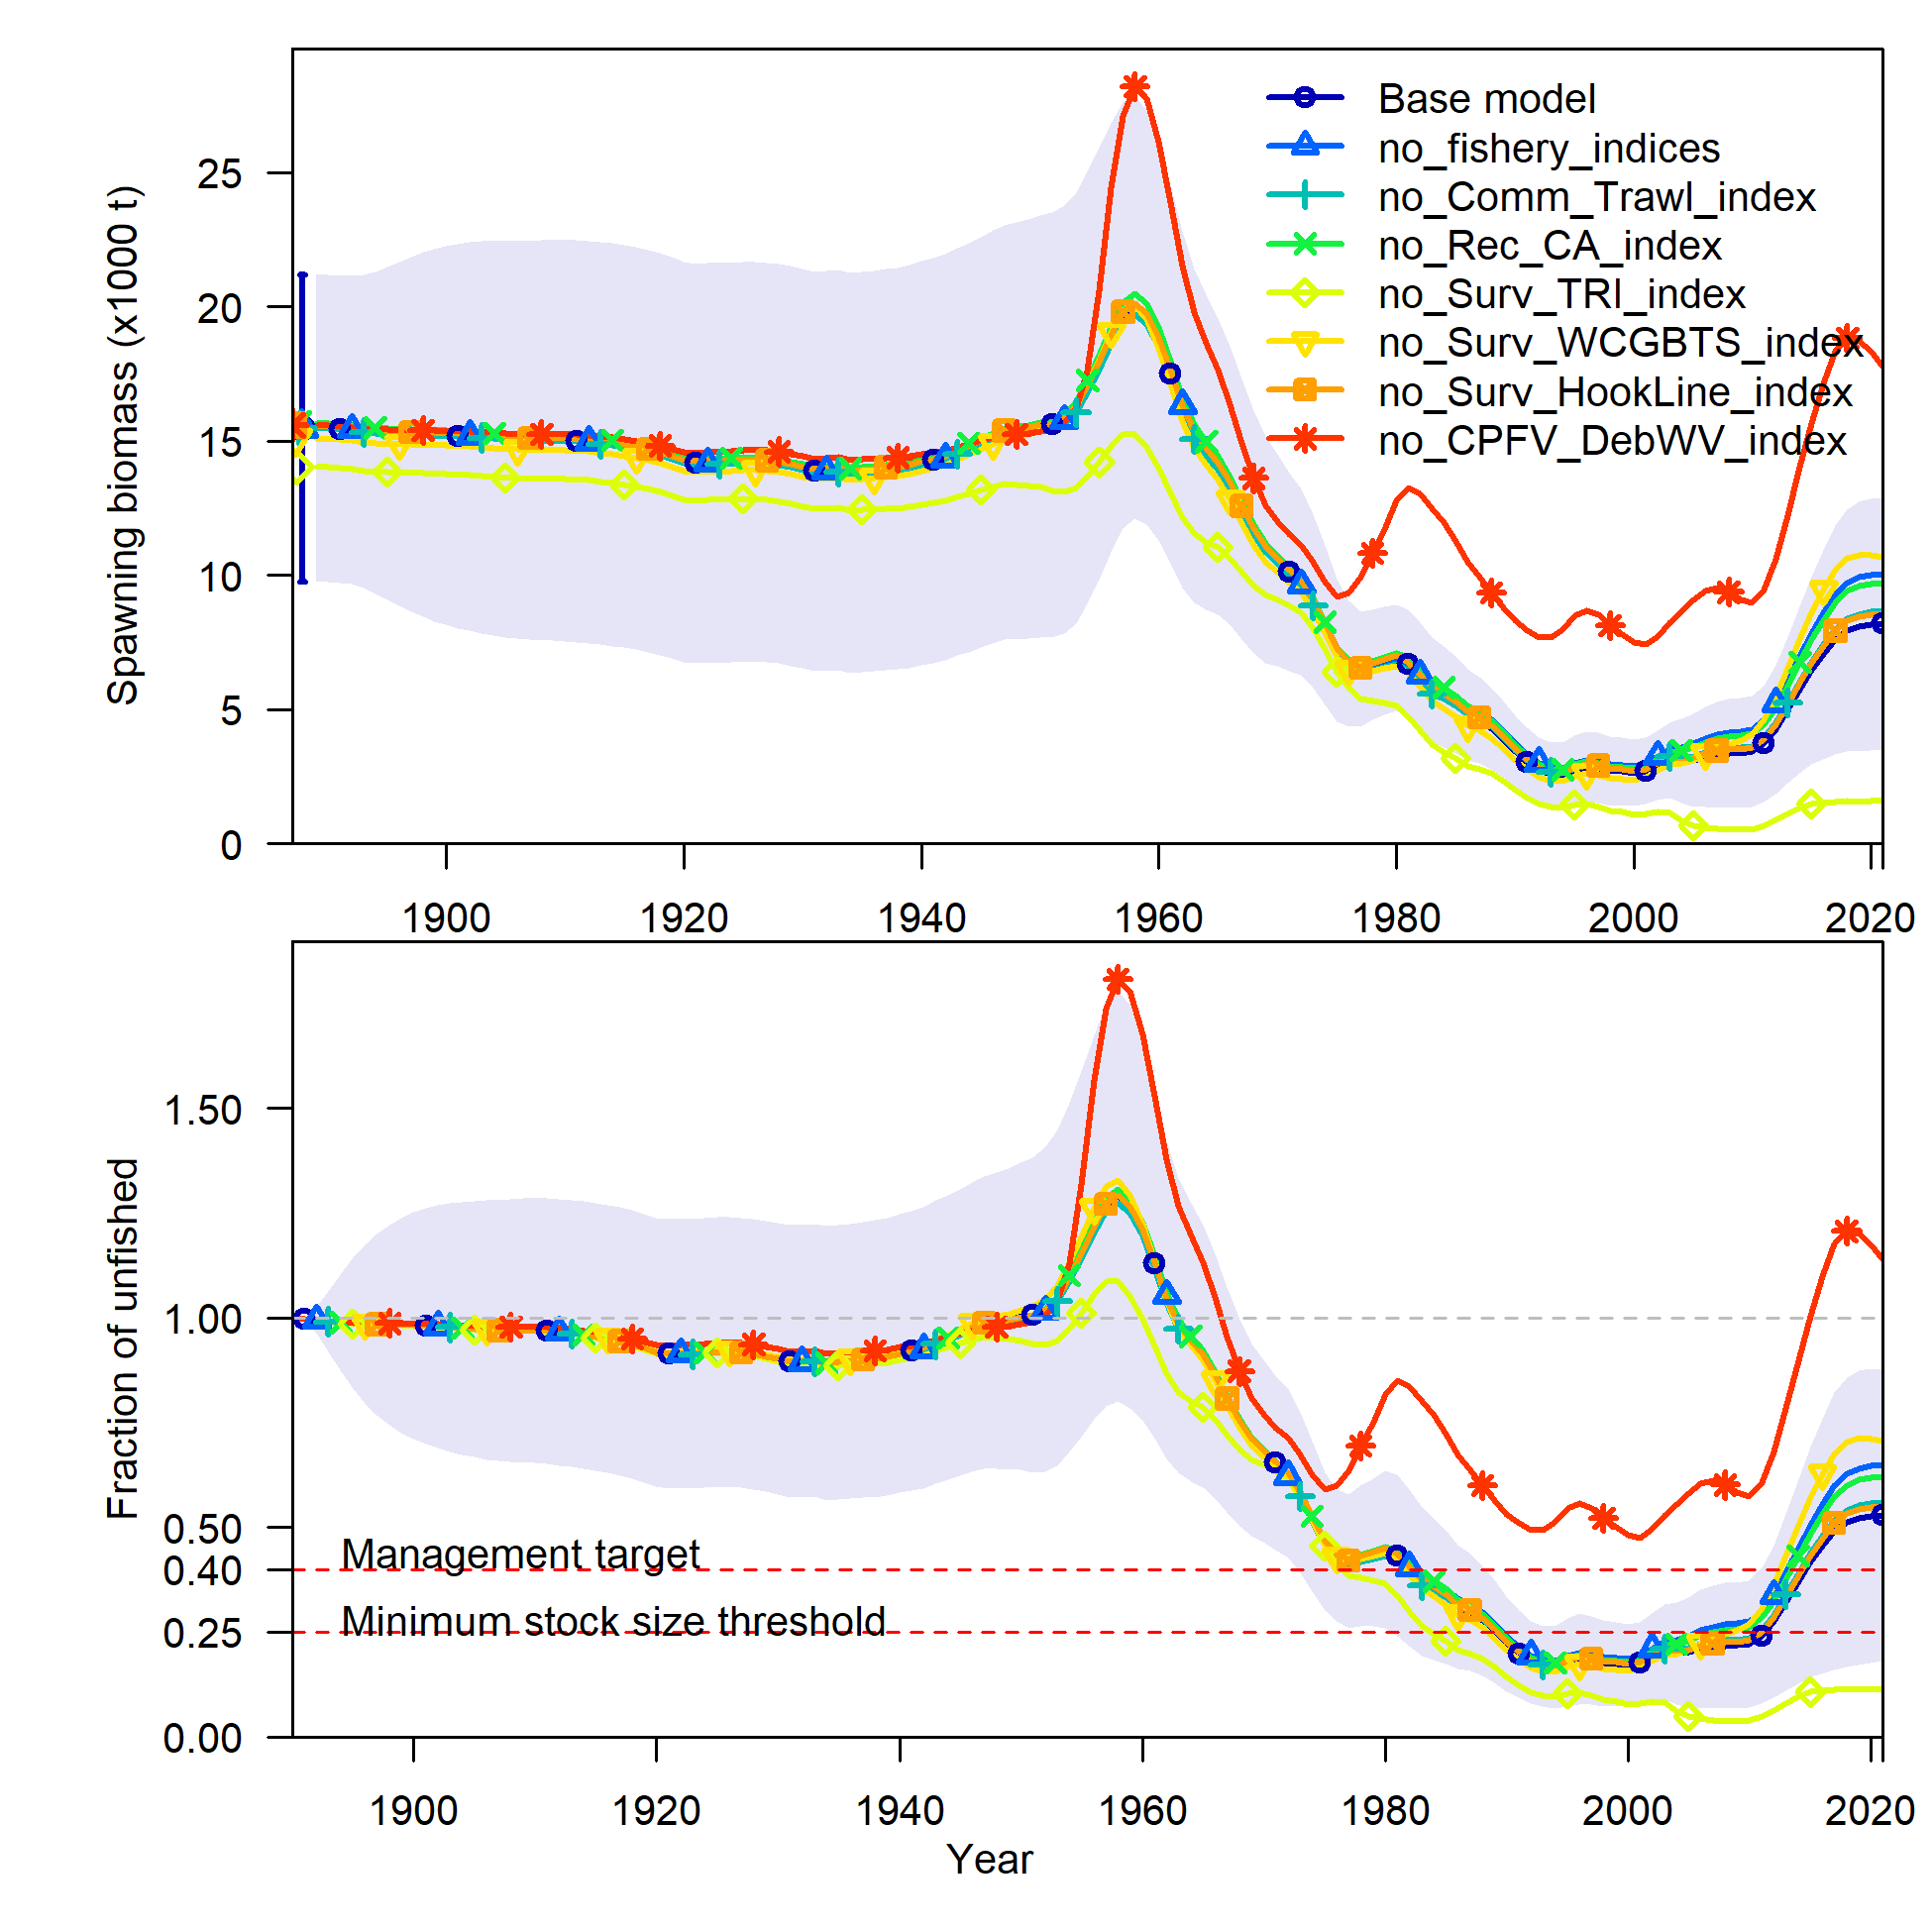 Spawning biomass (x1000 t)
25
20
15
10
5
0
Base model
no_fishery_indices
no_Comm_Trawl_index
no_Rec_CA_index
no_Surv_TRI_index
no_Surv_WCGBTS_index
no_Surv_HookLine_index
no_CPFV_DebWV_index
1900 1920 1940 1960 1980 2000 2020
Fraction of unfished
1.50
1.00
0.50
0.40
0.25
0.00
Management target
Minimum stock size threshold
1900 1920 1940 1960 1980 2000 2020
Year